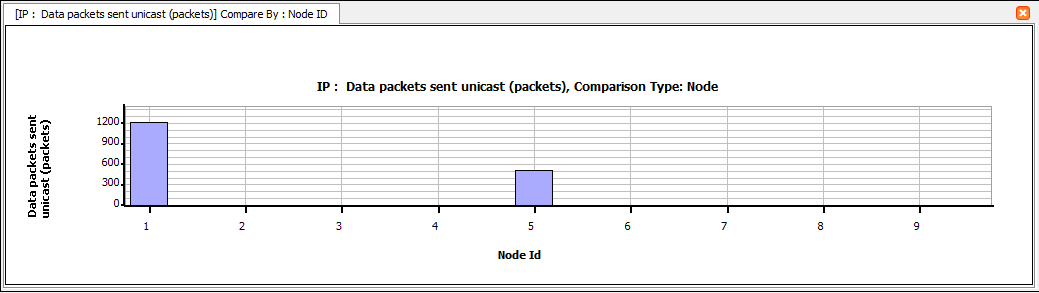 [IP :  Data packets sent unicast (packets)] Compare By : Node ID
IP :  Data packets sent unicast (packets), Comparison Type: Node
Data packets sent
unicast (packets)
1200
900
600
300
0
1 2 3 4 5 6 7 8 9
Node Id